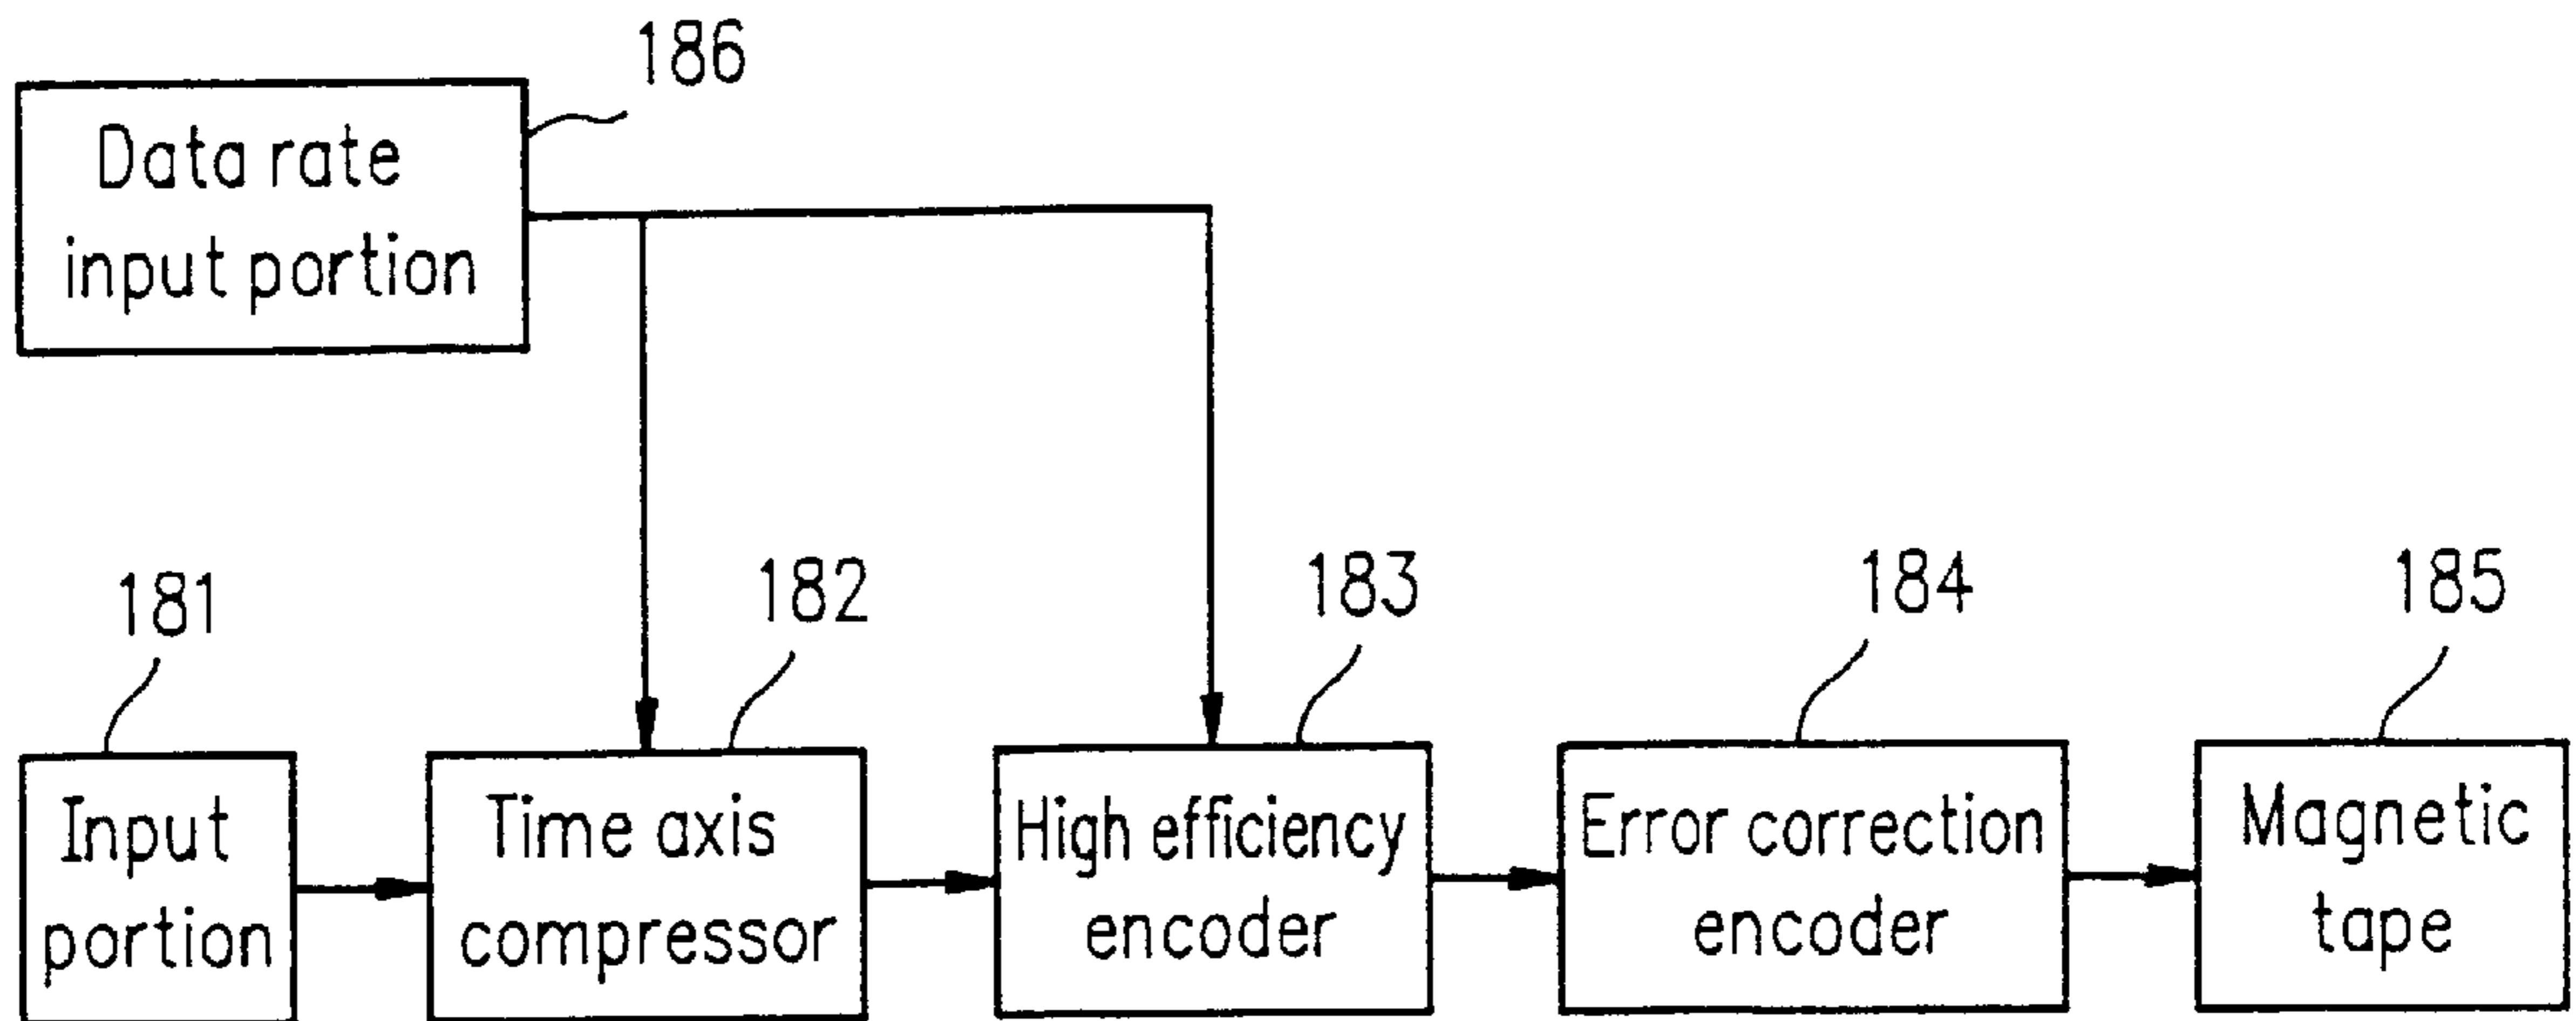 186
Data rate
input portion
181
182
183
184
185
Input
portion
Time axis
compressor
High efficiency
encoder
Error correction
encoder
Magnetic
tape